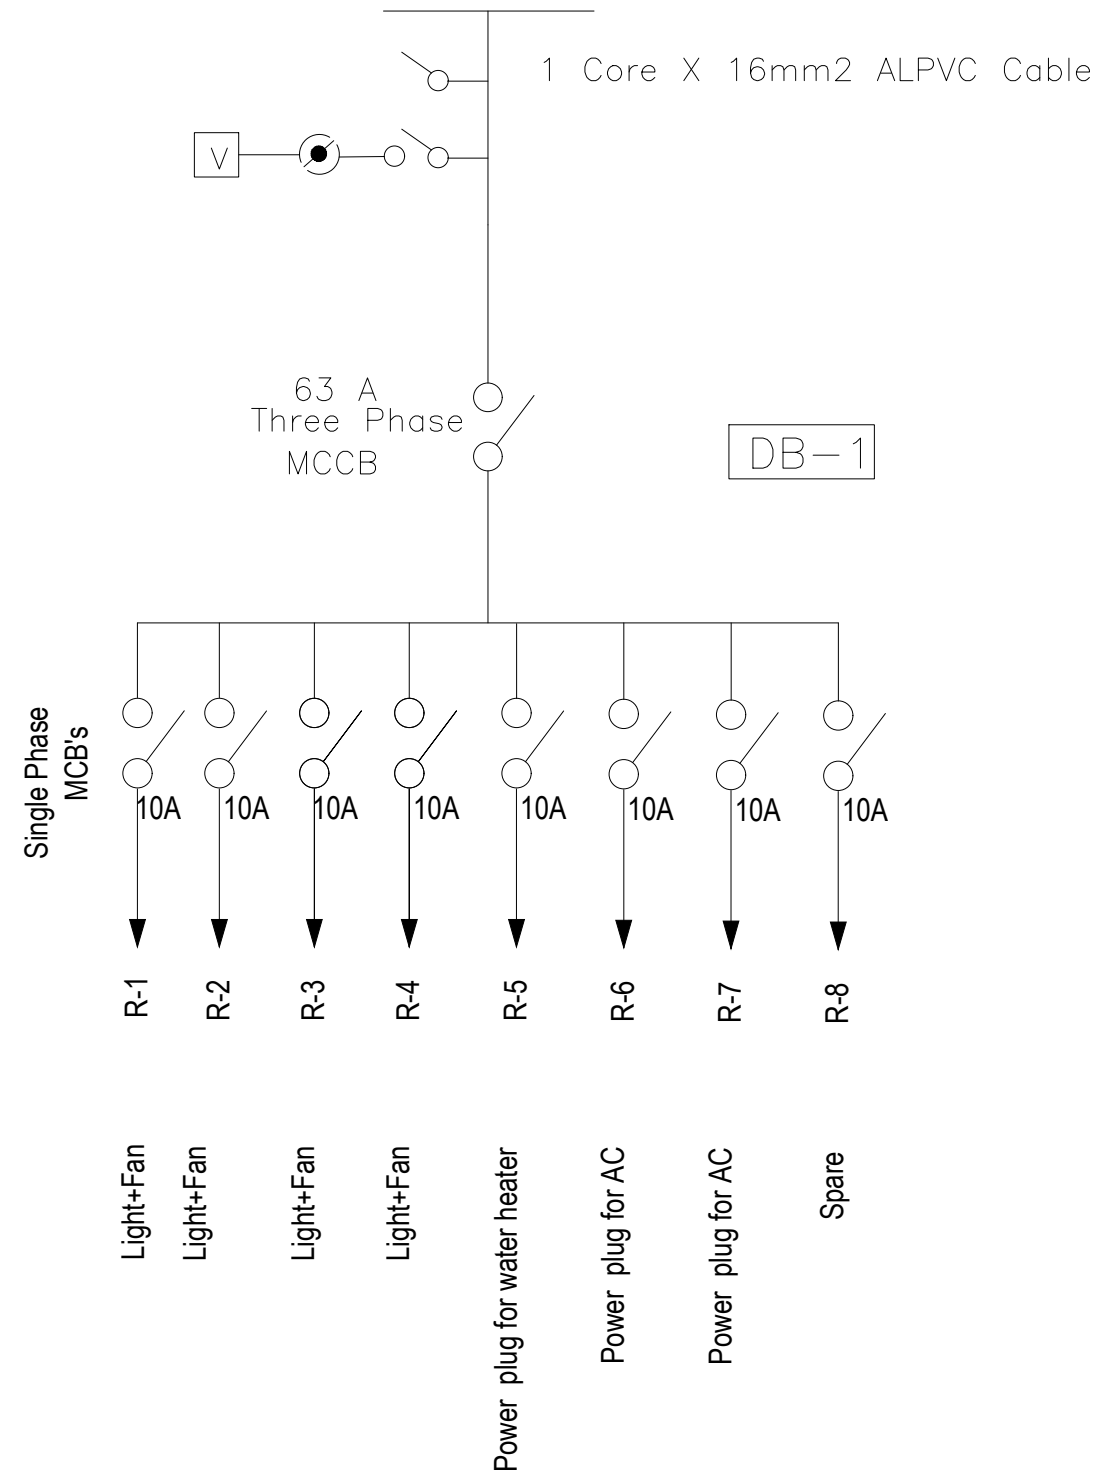 1 Core X 16mm2 ALPVC Cable
V
63 A
Three Phase
MCCB
DB-1
Single Phase
MCB's
10A
10A
10A
10A
10A
10A
10A
10A
R-1
R-2
R-3
R-4
R-5
R-6
R-7
R-8
Light+Fan
Light+Fan
Light+Fan
Light+Fan
Power plug for water heater
Power plug for AC
Power plug for AC
Spare